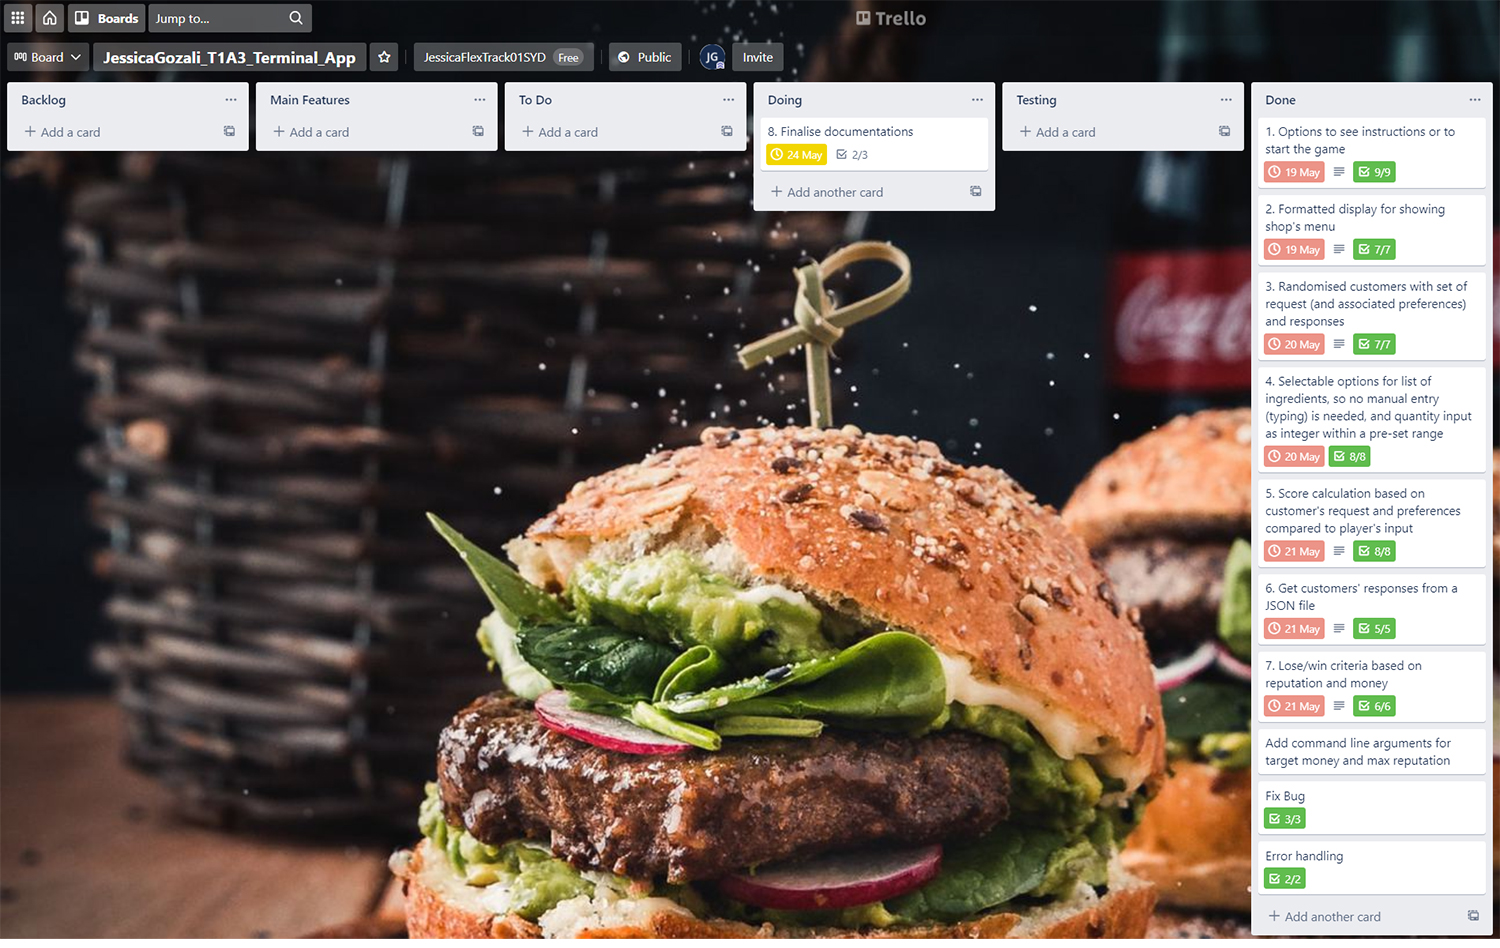 Boards
Jump to...
Trello
Board
JessicaGozali_T1A3_Terminal_App
JessicaFlexTrack01SYD Free
Public
JG
Invite
Backlog
Add a card
Main Features
Add a card
To Do
Add a card
Doing
8. Finalise documentations
24 May 2/3
Add another card
Testing
Add a card
Done
1. Options to see instructions or to
start the game
19 May 9/9
2. Formatted display for showing
shop's menu
19 May 7/7
3. Randomised customers with set of
request (and associated preferences)
and responses
20 May 7/7
4. Selectable options for list of
ingredients, so no manual entry
(typing) is needed, and quantity input
as integer within a pre-set range
20 May 8/8
5. Score calculation based on
customer's request and preferences
compared to player's input
21 May 8/8
6. Get customers' responses from a
JSON file
21 May 5/5
7. Lose/win criteria based on
reputation and money
21 May 6/6
Add command line arguments for
target money and max reputation
Fix Bug
3/3
Error handling
2/2
Add another card
Coca-Cola